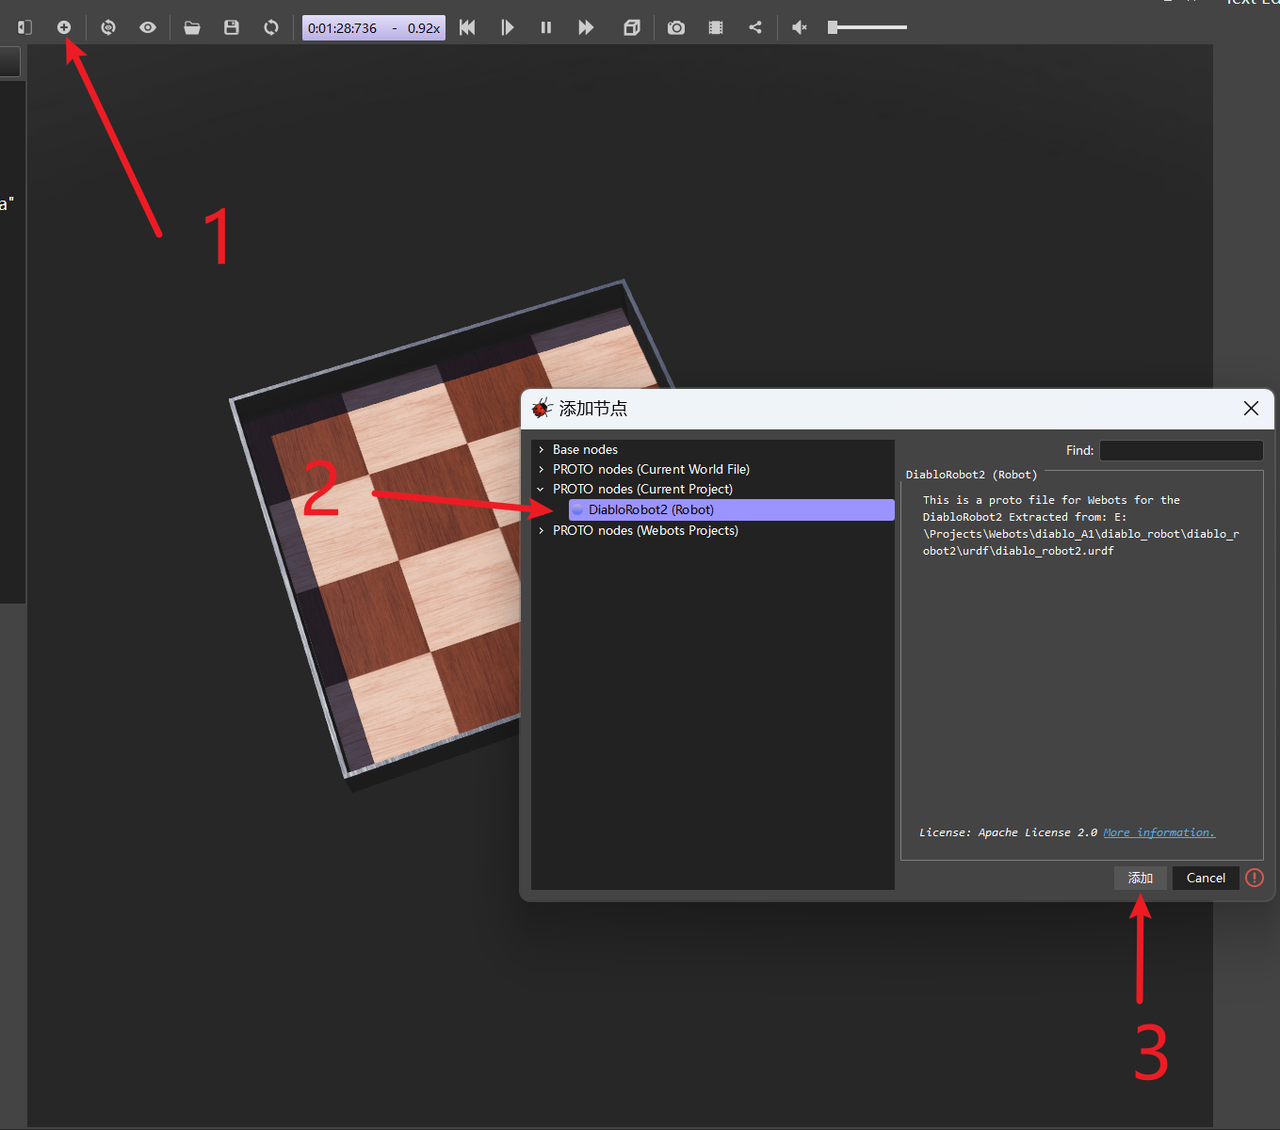 0:01:28:736 - 0.92x
a"
1
添加节点
Base nodes
PROTO nodes (Current World File)
PROTO nodes (Current Project)
DiabloRobot2 (Robot)
PROTO nodes (Webots Projects)
2
Find:
DiabloRobot2 (Robot)
This is a proto file for Webots for the
DiabloRobot2 Extracted from: E:
\Projects\Webots\diablo_A1\diablo_robot\diablo_r
obot2\urdf\diablo_robot2.urdf
License: Apache License 2.0 More information.
添加
Cancel
3